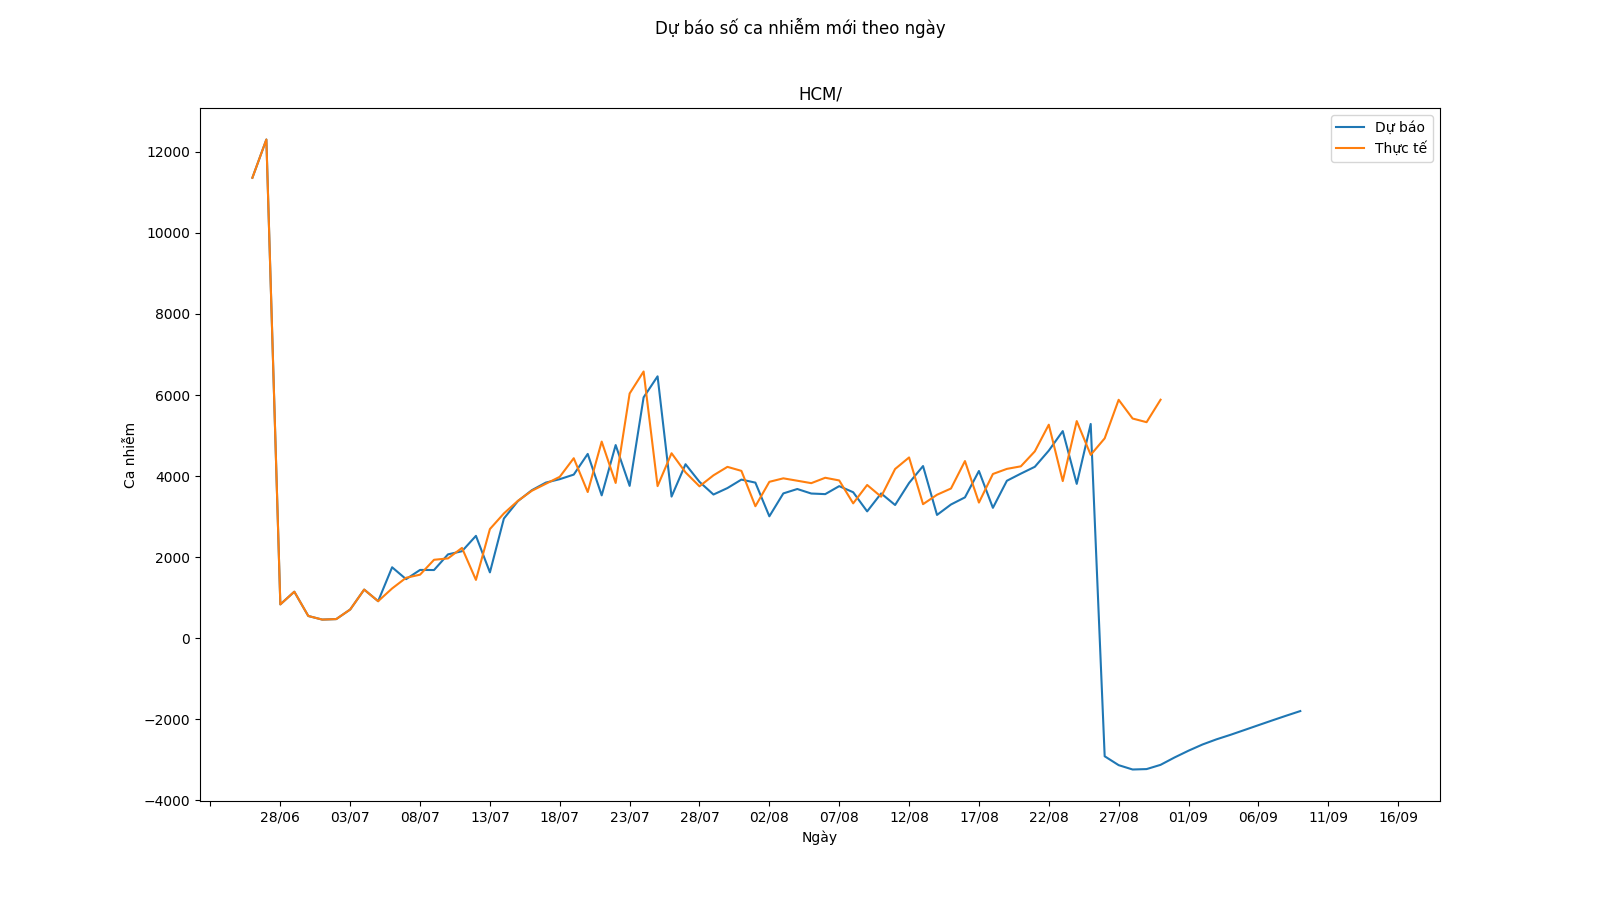 Dự báo số ca nhiễm mới theo ngày
HCM/
Dự báo
Thực tế
12000
10000
8000
6000
4000
2000
0
−2000
−4000
Ca nhiễm
28/06 03/07 08/07 13/07 18/07 23/07 28/07 02/08 07/08 12/08 17/08 22/08 27/08 01/09 06/09 11/09 16/09
Ngày